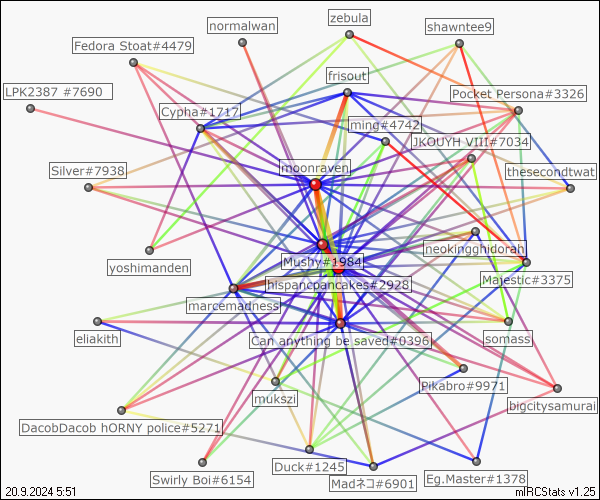 normalwan
zebula
shawntee9
Fedora Stoat#4479
frisout
LPK2387 #7690
Pocket Persona#3326
Cypha#1717
ming#4742
JKOUYH VIII#7034
moonraven
Silver#7938
thesecondtwat
neokingghidorah
Mushy#1984
yoshimanden
Majestic#3375
hispanicpancakes#2928
marcemadness
eliakith
Can anything be saved#0396
somass
Pikabro#9971
mukszi
bigcitysamurai
DacobDacob hORNY police#5271
Duck#1245
Swirly Boi#6154
Madネコ#6901
Eg.Master#1378
20.9.2024 5:51
mIRCStats v1.25